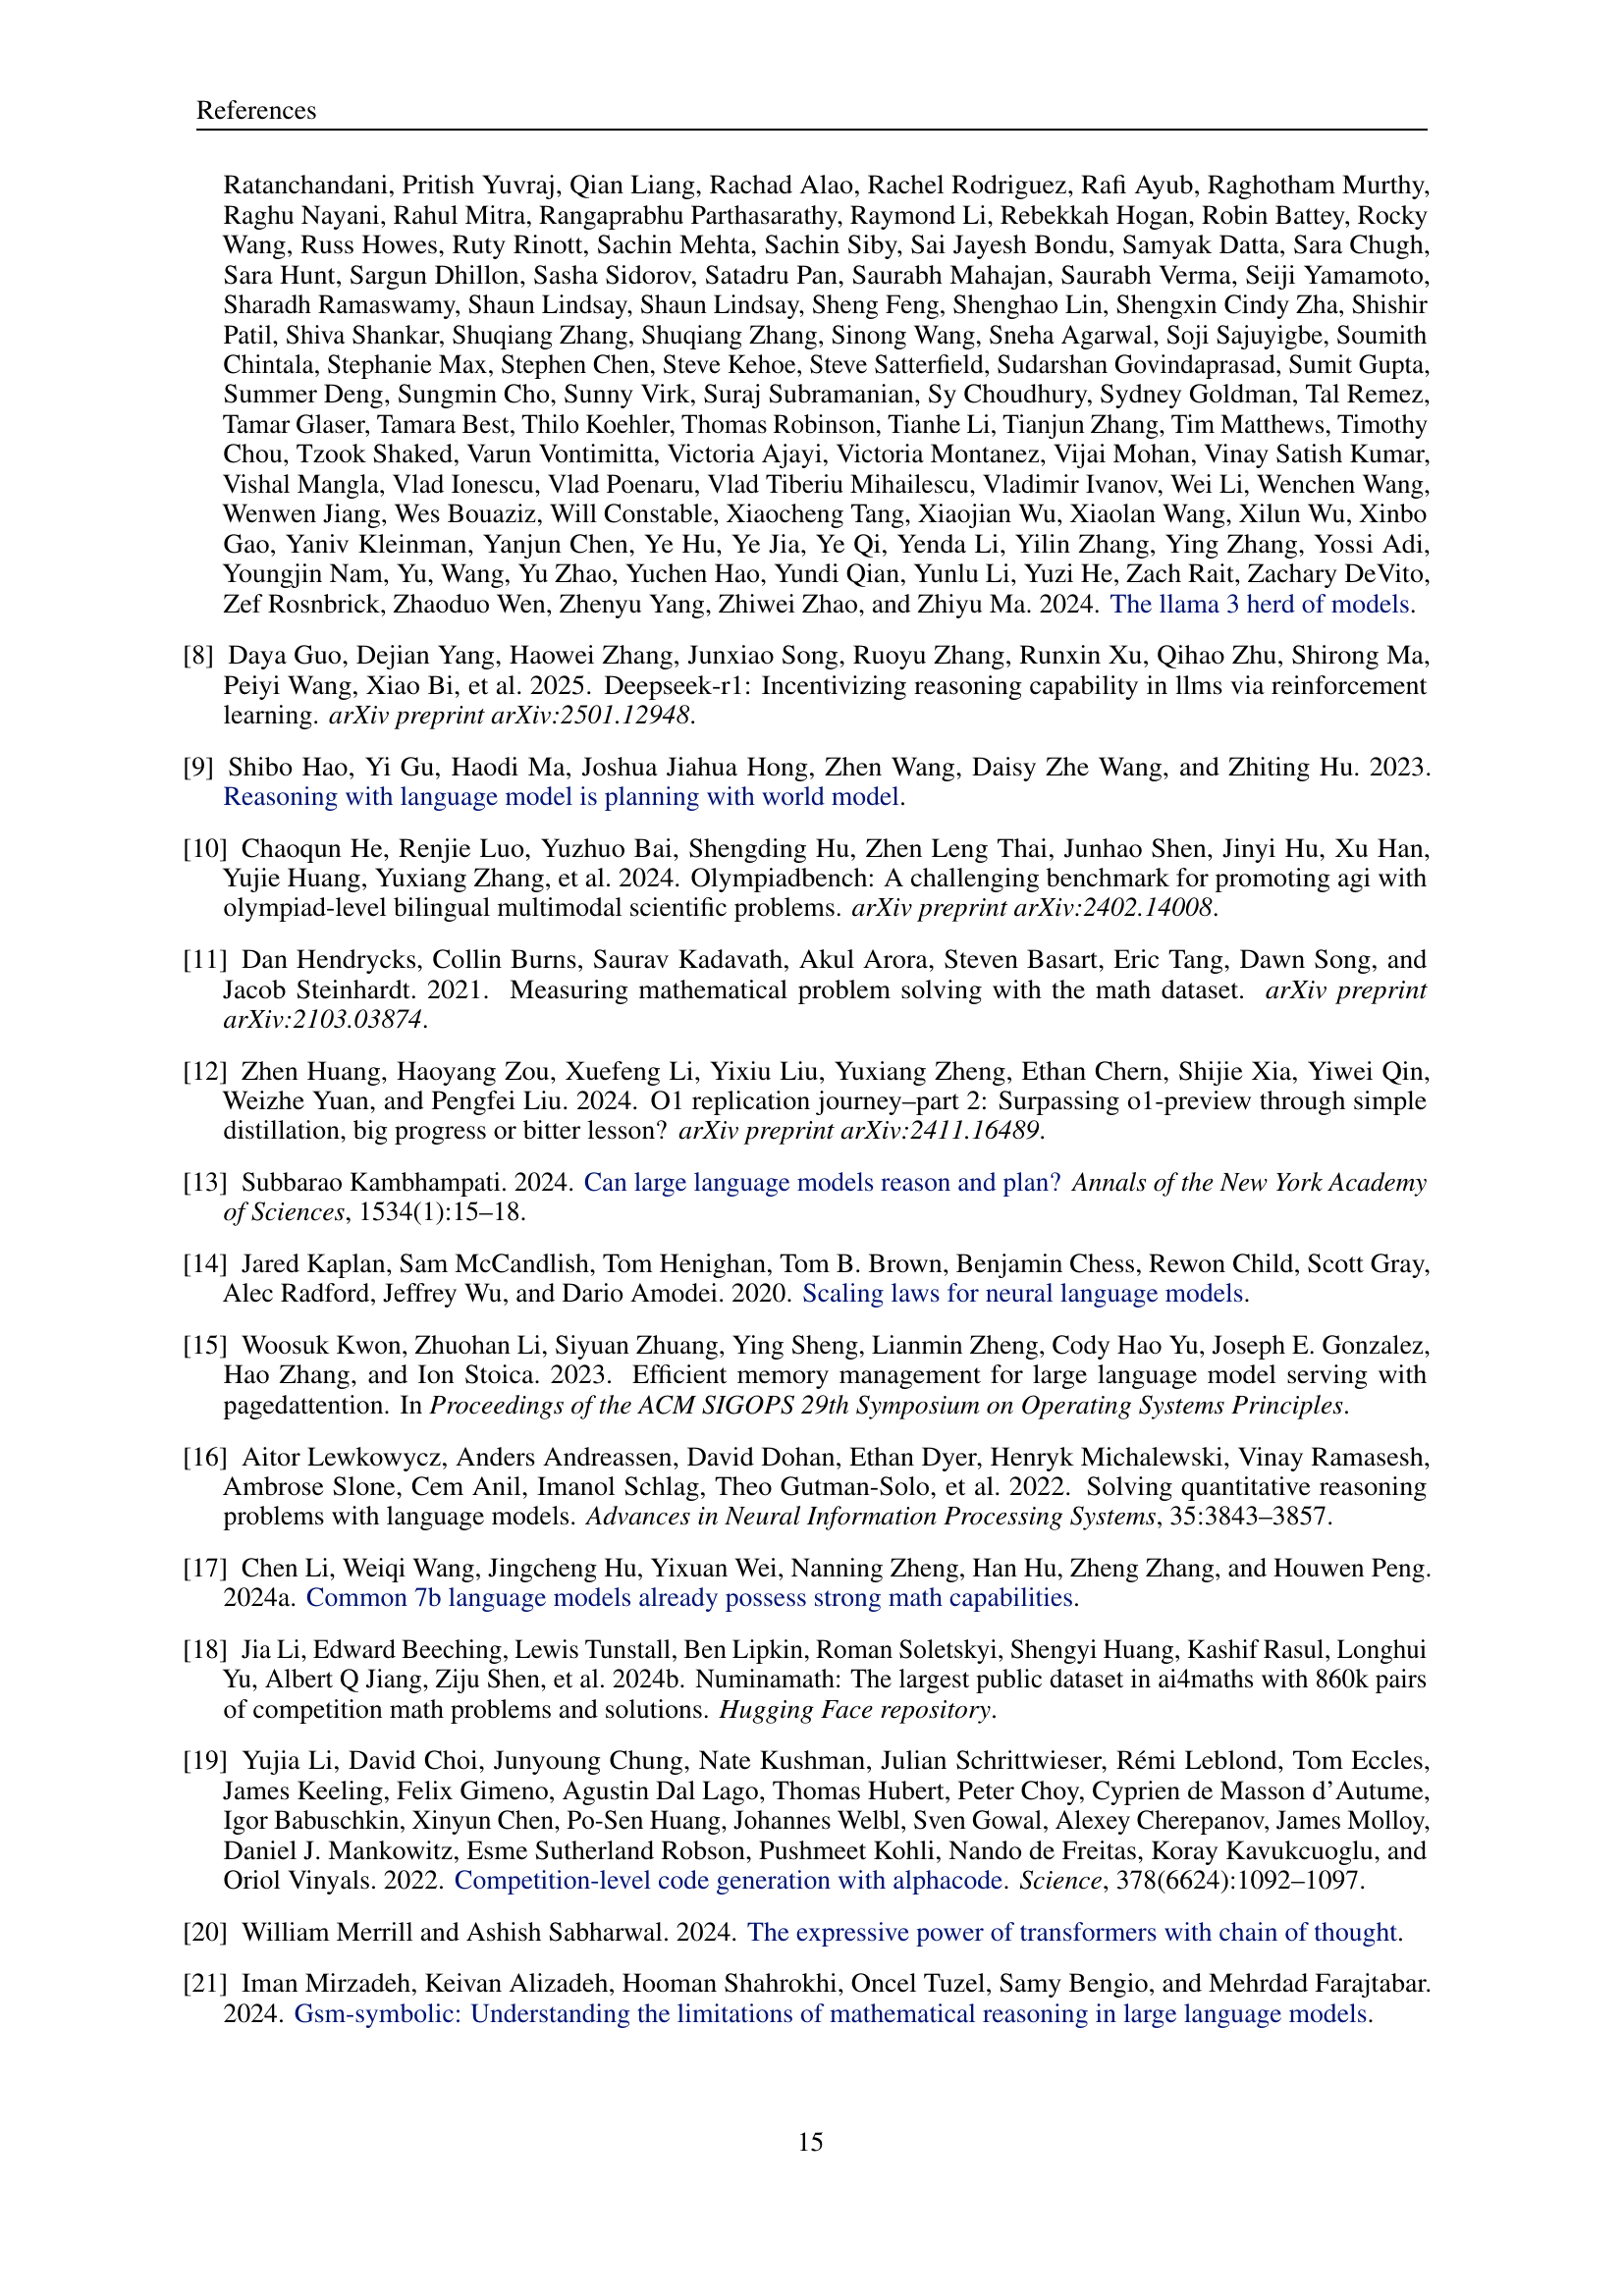 References
Ratanchandani, Pritish Yuvraj, Qian Liang, Rachad Alao, Rachel Rodriguez, Rafi Ayub, Raghotham Murthy,
Raghu Nayani, Rahul Mitra, Rangaprabhu Parthasarathy, Raymond Li, Rebekkah Hogan, Robin Battey, Rocky
Wang, Russ Howes, Ruty Rinott, Sachin Mehta, Sachin Siby, Sai Jayesh Bondu, Samyak Datta, Sara Chugh,
Sara Hunt, Sargun Dhillon, Sasha Sidorov, Satadru Pan, Saurabh Mahajan, Saurabh Verma, Seiji Yamamoto,
Sharadh Ramaswamy, Shaun Lindsay, Shaun Lindsay, Sheng Feng, Shenghao Lin, Shengxin Cindy Zha, Shishir
Patil, Shiva Shankar, Shuqiang Zhang, Shuqiang Zhang, Sinong Wang, Sneha Agarwal, Soji Sajuyigbe, Soumith
Chintala, Stephanie Max, Stephen Chen, Steve Kehoe, Steve Satterfield, Sudarshan Govindaprasad, Sumit Gupta,
Summer Deng, Sungmin Cho, Sunny Virk, Suraj Subramanian, Sy Choudhury, Sydney Goldman, Tal Remez,
Tamar Glaser, Tamara Best, Thilo Koehler, Thomas Robinson, Tianhe Li, Tianjun Zhang, Tim Matthews, Timothy
Chou, Tzook Shaked, Varun Vontimitta, Victoria Ajayi, Victoria Montanez, Vijai Mohan, Vinay Satish Kumar,
Vishal Mangla, Vlad Ionescu, Vlad Poenaru, Vlad Tiberiu Mihailescu, Vladimir Ivanov, Wei Li, Wenchen Wang,
Wenwen Jiang, Wes Bouaziz, Will Constable, Xiaocheng Tang, Xiaojian Wu, Xiaolan Wang, Xilun Wu, Xinbo
Gao, Yaniv Kleinman, Yanjun Chen, Ye Hu, Ye Jia, Ye Qi, Yenda Li, Yilin Zhang, Ying Zhang, Yossi Adi,
Youngjin Nam, Yu, Wang, Yu Zhao, Yuchen Hao, Yundi Qian, Yunlu Li, Yuzi He, Zach Rait, Zachary DeVito,
Zef Rosnbrick, Zhaoduo Wen, Zhenyu Yang, Zhiwei Zhao, and Zhiyu Ma. 2024. The llama 3 herd of models.
[8] Daya Guo, Dejian Yang, Haowei Zhang, Junxiao Song, Ruoyu Zhang, Runxin Xu, Qihao Zhu, Shirong Ma,
Peiyi Wang, Xiao Bi, et al. 2025. Deepseek-r1: Incentivizing reasoning capability in llms via reinforcement
learning. arXiv preprint arXiv:2501.12948.
[9] Shibo Hao, Yi Gu, Haodi Ma, Joshua Jiahua Hong, Zhen Wang, Daisy Zhe Wang, and Zhiting Hu. 2023.
Reasoning with language model is planning with world model.
[10] Chaoqun He, Renjie Luo, Yuzhuo Bai, Shengding Hu, Zhen Leng Thai, Junhao Shen, Jinyi Hu, Xu Han,
Yujie Huang, Yuxiang Zhang, et al. 2024. Olympiadbench: A challenging benchmark for promoting agi with
olympiad-level bilingual multimodal scientific problems. arXiv preprint arXiv:2402.14008.
[11] Dan Hendrycks, Collin Burns, Saurav Kadavath, Akul Arora, Steven Basart, Eric Tang, Dawn Song, and
Jacob Steinhardt. 2021. Measuring mathematical problem solving with the math dataset. arXiv preprint
arXiv:2103.03874.
[12] Zhen Huang, Haoyang Zou, Xuefeng Li, Yixiu Liu, Yuxiang Zheng, Ethan Chern, Shijie Xia, Yiwei Qin,
Weizhe Yuan, and Pengfei Liu. 2024. O1 replication journey–part 2: Surpassing o1-preview through simple
distillation, big progress or bitter lesson? arXiv preprint arXiv:2411.16489.
[13] Subbarao Kambhampati. 2024. Can large language models reason and plan? Annals of the New York Academy
of Sciences, 1534(1):15–18.
[14] Jared Kaplan, Sam McCandlish, Tom Henighan, Tom B. Brown, Benjamin Chess, Rewon Child, Scott Gray,
Alec Radford, Jeffrey Wu, and Dario Amodei. 2020. Scaling laws for neural language models.
[15] Woosuk Kwon, Zhuohan Li, Siyuan Zhuang, Ying Sheng, Lianmin Zheng, Cody Hao Yu, Joseph E. Gonzalez,
Hao Zhang, and Ion Stoica. 2023. Efficient memory management for large language model serving with
pagedattention. In Proceedings of the ACM SIGOPS 29th Symposium on Operating Systems Principles.
[16] Aitor Lewkowycz, Anders Andreassen, David Dohan, Ethan Dyer, Henryk Michalewski, Vinay Ramasesh,
Ambrose Slone, Cem Anil, Imanol Schlag, Theo Gutman-Solo, et al. 2022. Solving quantitative reasoning
problems with language models. Advances in Neural Information Processing Systems, 35:3843–3857.
[17] Chen Li, Weiqi Wang, Jingcheng Hu, Yixuan Wei, Nanning Zheng, Han Hu, Zheng Zhang, and Houwen Peng.
2024a. Common 7b language models already possess strong math capabilities.
[18] Jia Li, Edward Beeching, Lewis Tunstall, Ben Lipkin, Roman Soletskyi, Shengyi Huang, Kashif Rasul, Longhui
Yu, Albert Q Jiang, Ziju Shen, et al. 2024b. Numinamath: The largest public dataset in ai4maths with 860k pairs
of competition math problems and solutions. Hugging Face repository.
[19] Yujia Li, David Choi, Junyoung Chung, Nate Kushman, Julian Schrittwieser, Rémi Leblond, Tom Eccles,
James Keeling, Felix Gimeno, Agustin Dal Lago, Thomas Hubert, Peter Choy, Cyprien de Masson d’Autume,
Igor Babuschkin, Xinyun Chen, Po-Sen Huang, Johannes Welbl, Sven Gowal, Alexey Cherepanov, James Molloy,
Daniel J. Mankowitz, Esme Sutherland Robson, Pushmeet Kohli, Nando de Freitas, Koray Kavukcuoglu, and
Oriol Vinyals. 2022. Competition-level code generation with alphacode. Science, 378(6624):1092–1097.
[20] William Merrill and Ashish Sabharwal. 2024. The expressive power of transformers with chain of thought.
[21] Iman Mirzadeh, Keivan Alizadeh, Hooman Shahrokhi, Oncel Tuzel, Samy Bengio, and Mehrdad Farajtabar.
2024. Gsm-symbolic: Understanding the limitations of mathematical reasoning in large language models.
15